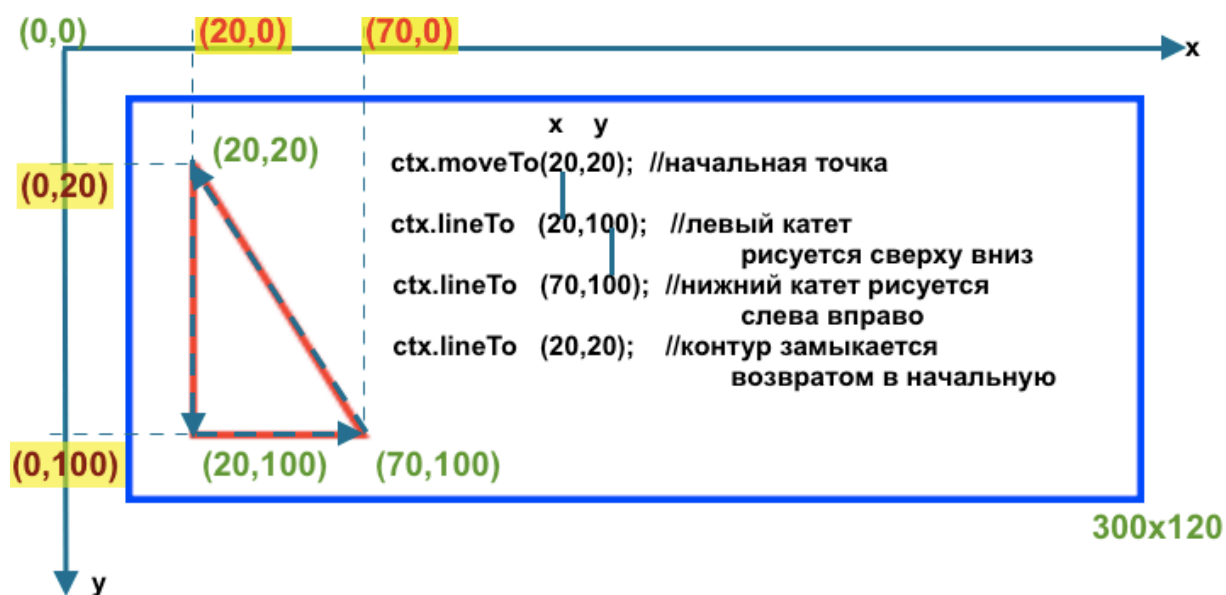 (0,0)
(20,0)
(70,0)
x
x y
(20,20)
ctx.moveTo(20,20); //начальная точка
(0,20)
ctx.lineTo (20,100); //левый катет
рисуется сверху вниз
ctx.lineTo (70,100); //нижний катет рисуется
слева вправо
ctx.lineTo (20,20); //контур замыкается
возвратом в начальную
(0,100)
(20,100)
(70,100)
300x120
y